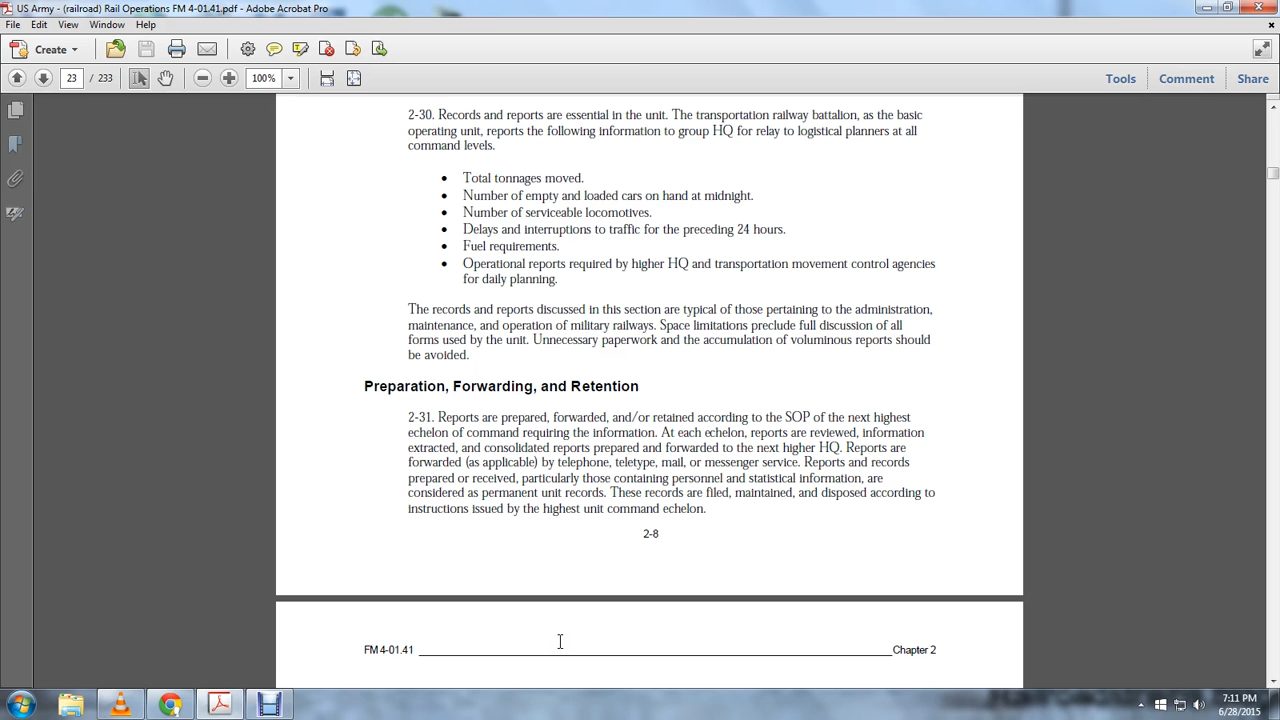 US Army - (railroad) Rail Operations FM 4-01.41.pdf - Adobe Acrobat Pro
File Edit View Window Help
Create
23 / 233 100% Tools Comment Share
2-30. Records and reports are essential in the unit. The transportation railway battalion, as the basic
operating unit, reports the following information to group HQ for relay to logistical planners at all
command levels.
• Total tonnages moved.
• Number of empty and loaded cars on hand at midnight.
• Number of serviceable locomotives.
• Delays and interruptions to traffic for the preceding 24 hours.
• Fuel requirements.
• Operational reports required by higher HQ and transportation movement control agencies
for daily planning.
The records and reports discussed in this section are typical of those pertaining to the administration,
maintenance, and operation of military railways. Space limitations preclude full discussion of all
forms used by the unit. Unnecessary paperwork and the accumulation of voluminous reports should
be avoided.
Preparation, Forwarding, and Retention
2-31. Reports are prepared, forwarded, and/or retained according to the SOP of the next highest
echelon of command requiring the information. At each echelon, reports are reviewed, information
extracted, and consolidated reports prepared and forwarded to the next higher HQ. Reports are
forwarded (as applicable) by telephone, teletype, mail, or messenger service. Reports and records
prepared or received, particularly those containing personnel and statistical information, are
considered as permanent unit records. These records are filed, maintained, and disposed according to
instructions issued by the highest unit command echelon.
2-8
FM 4-01.41 Chapter 2
7:11 PM
6/28/2015